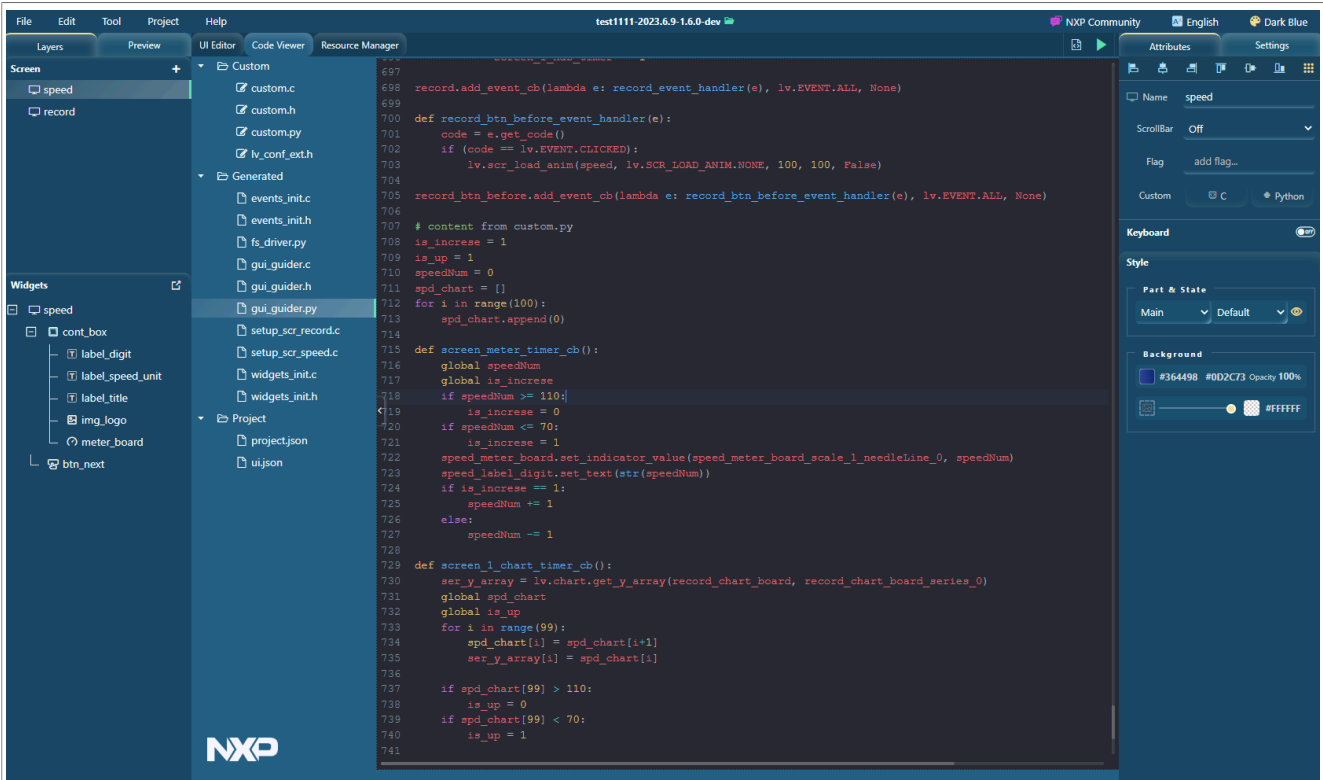 File Edit Tool Project Help test1111-2023.6.9-1.6.0-dev NXP Community English Dark Blue
Layers Preview UI Editor Code Viewer Resource Manager Attributes Settings
Screen +
speed
record
Widgets
speed
cont_box
label_digit
label_speed_unit
label_title
img_logo
meter_board
btn_next
Custom
custom.c
custom.h
custom.py
lv_conf_ext.h
Generated
events_init.c
events_init.h
fs_driver.py
gui_guider.c
gui_guider.h
gui_guider.py
setup_scr_record.c
setup_scr_speed.c
widgets_init.c
widgets_init.h
Project
project.json
ui.json
NXP
697
698 record.add_event_cb(lambda e: record_event_handler(e), lv.EVENT.ALL, None)
699
700 def record_btn_before_event_handler(e):
701 code = e.get_code()
702 if (code == lv.EVENT.CLICKED):
703 lv.scr_load_anim(speed, lv.SCR_LOAD_ANIM.NONE, 100, 100, False)
704
705 record_btn_before.add_event_cb(lambda e: record_btn_before_event_handler(e), lv.EVENT.ALL, None)
706
707 # content from custom.py
708 is_increse = 1
709 is_up = 1
710 speedNum = 0
711 spd_chart = []
712 for i in range(100):
713 spd_chart.append(0)
714
715 def screen_meter_timer_cb():
716 global speedNum
717 global is_increse
718 if speedNum >= 110:
719 is_increse = 0
720 if speedNum <= 70:
721 is_increse = 1
722 speed_meter_board.set_indicator_value(speed_meter_board_scale_1_needleLine_0, speedNum)
723 speed_label_digit.set_text(str(speedNum))
724 if is_increse == 1:
725 speedNum += 1
726 else:
727 speedNum -= 1
728
729 def screen_1_chart_timer_cb():
730 ser_y_array = lv.chart.get_y_array(record_chart_board, record_chart_board_series_0)
731 global spd_chart
732 global is_up
733 for i in range(99):
734 spd_chart[i] = spd_chart[i+1]
735 ser_y_array[i] = spd_chart[i]
736
737 if spd_chart[99] > 110:
738 is_up = 0
739 if spd_chart[99] < 70:
740 is_up = 1
741
Name speed
ScrollBar Off
Flag add flag...
Custom C Python
Keyboard OFF
Style
Part & State
Main Default
Background
#364498 #0D2C73 Opacity 100%
#FFFFFF